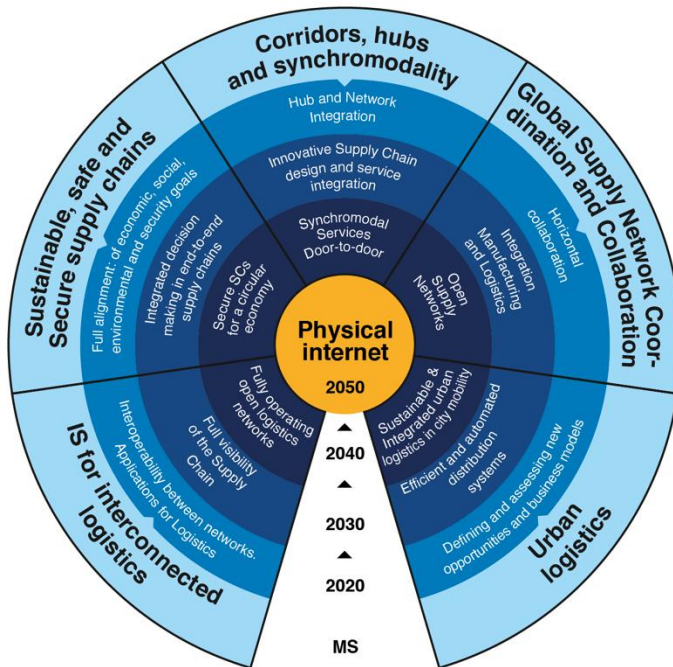 Corridors, hubs
and synchromodality
Hub and Network
Integration
Innovative Supply Chain
design and service
integration
Synchromodal
Services
Door-to-door
Global Supply Network Coor-
dination and Collaboration
Horizontal
collaboration
Integration
Manufacturing
and Logistics
Open
Supply
Networks
Urban
logistics
Defining and assessing new
opportunities and business models
Efficient and automated
distribution
systems
Sustainable &
Integrated urban
logistics in city mobility
IS for interconnected
logistics
Interoperability between networks.
Applications for Logistics
Full visibility
of the Supply
Chain
Fully operating
open logistics
networks
Sustainable, safe and
Secure supply chains
Full alignment: of economic, social,
environmental and security goals
Integrated decision
making in end-to-end
supply chains
Secure SCs
for a circular
economy
Physical
internet
2050
2040
2030
2020
MS